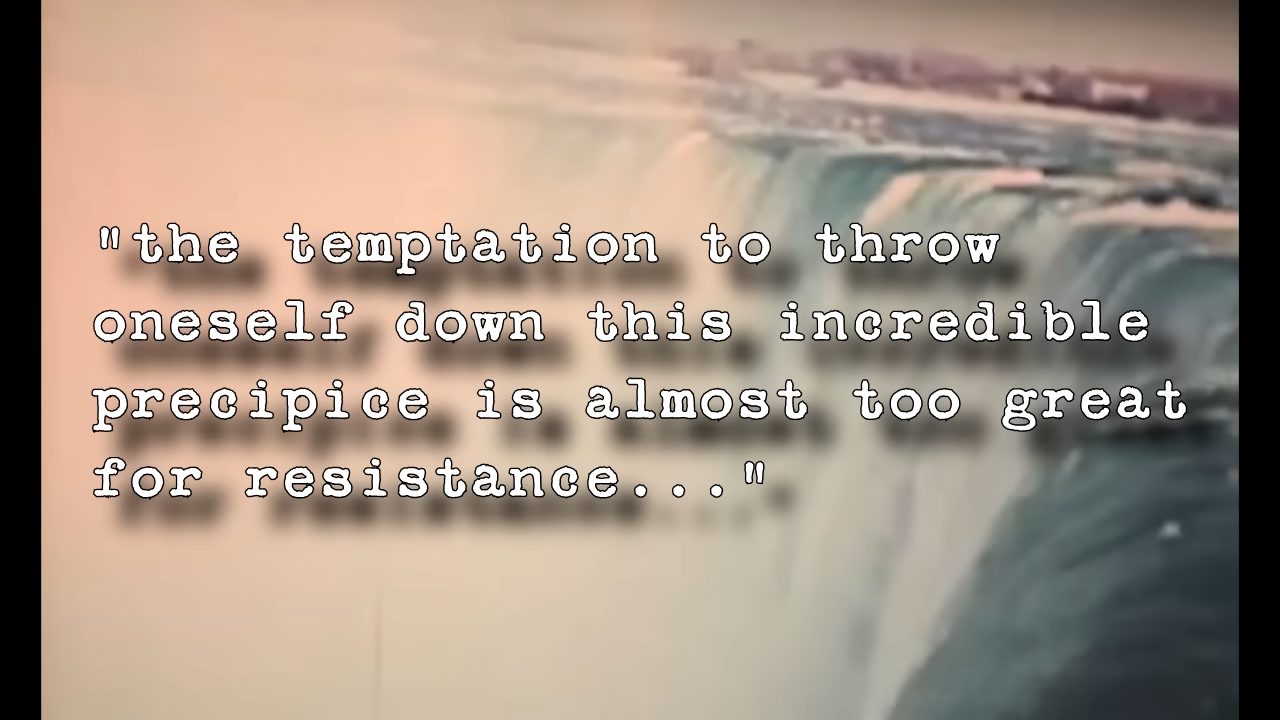 "the temptation to throw
oneself down this incredible
precipice is almost too great
for resistance..."